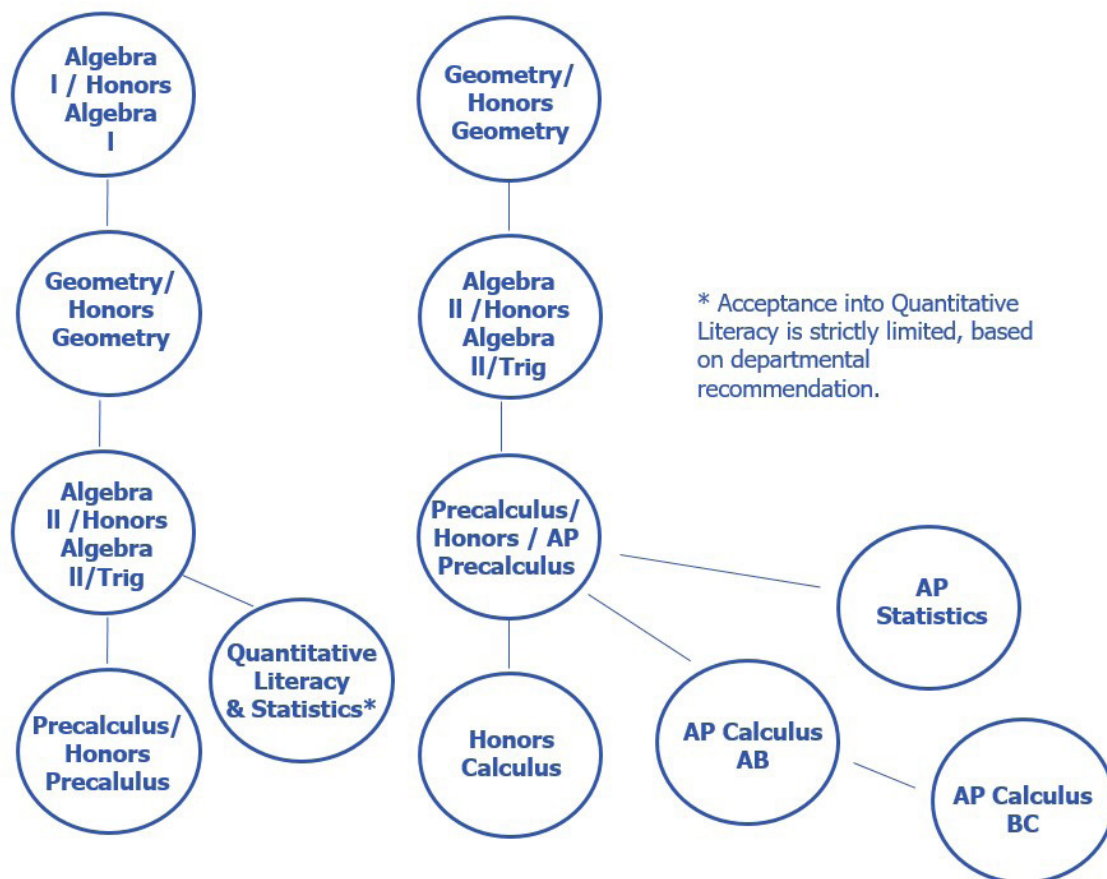 Algebra
I / Honors
Algebra
I
Geometry/
Honors
Geometry
Algebra
II /Honors
Algebra
II/Trig
Quantitative
Literacy
& Statistics*
Precalculus/
Honors
Precalulus
Geometry/
Honors
Geometry
Algebra
II /Honors
Algebra
II/Trig
Precalculus/
Honors / AP
Precalculus
Honors
Calculus
AP Calculus
AB
AP Calculus
BC
AP
Statistics
* Acceptance into Quantitative
Literacy is strictly limited, based
on departmental
recommendation.